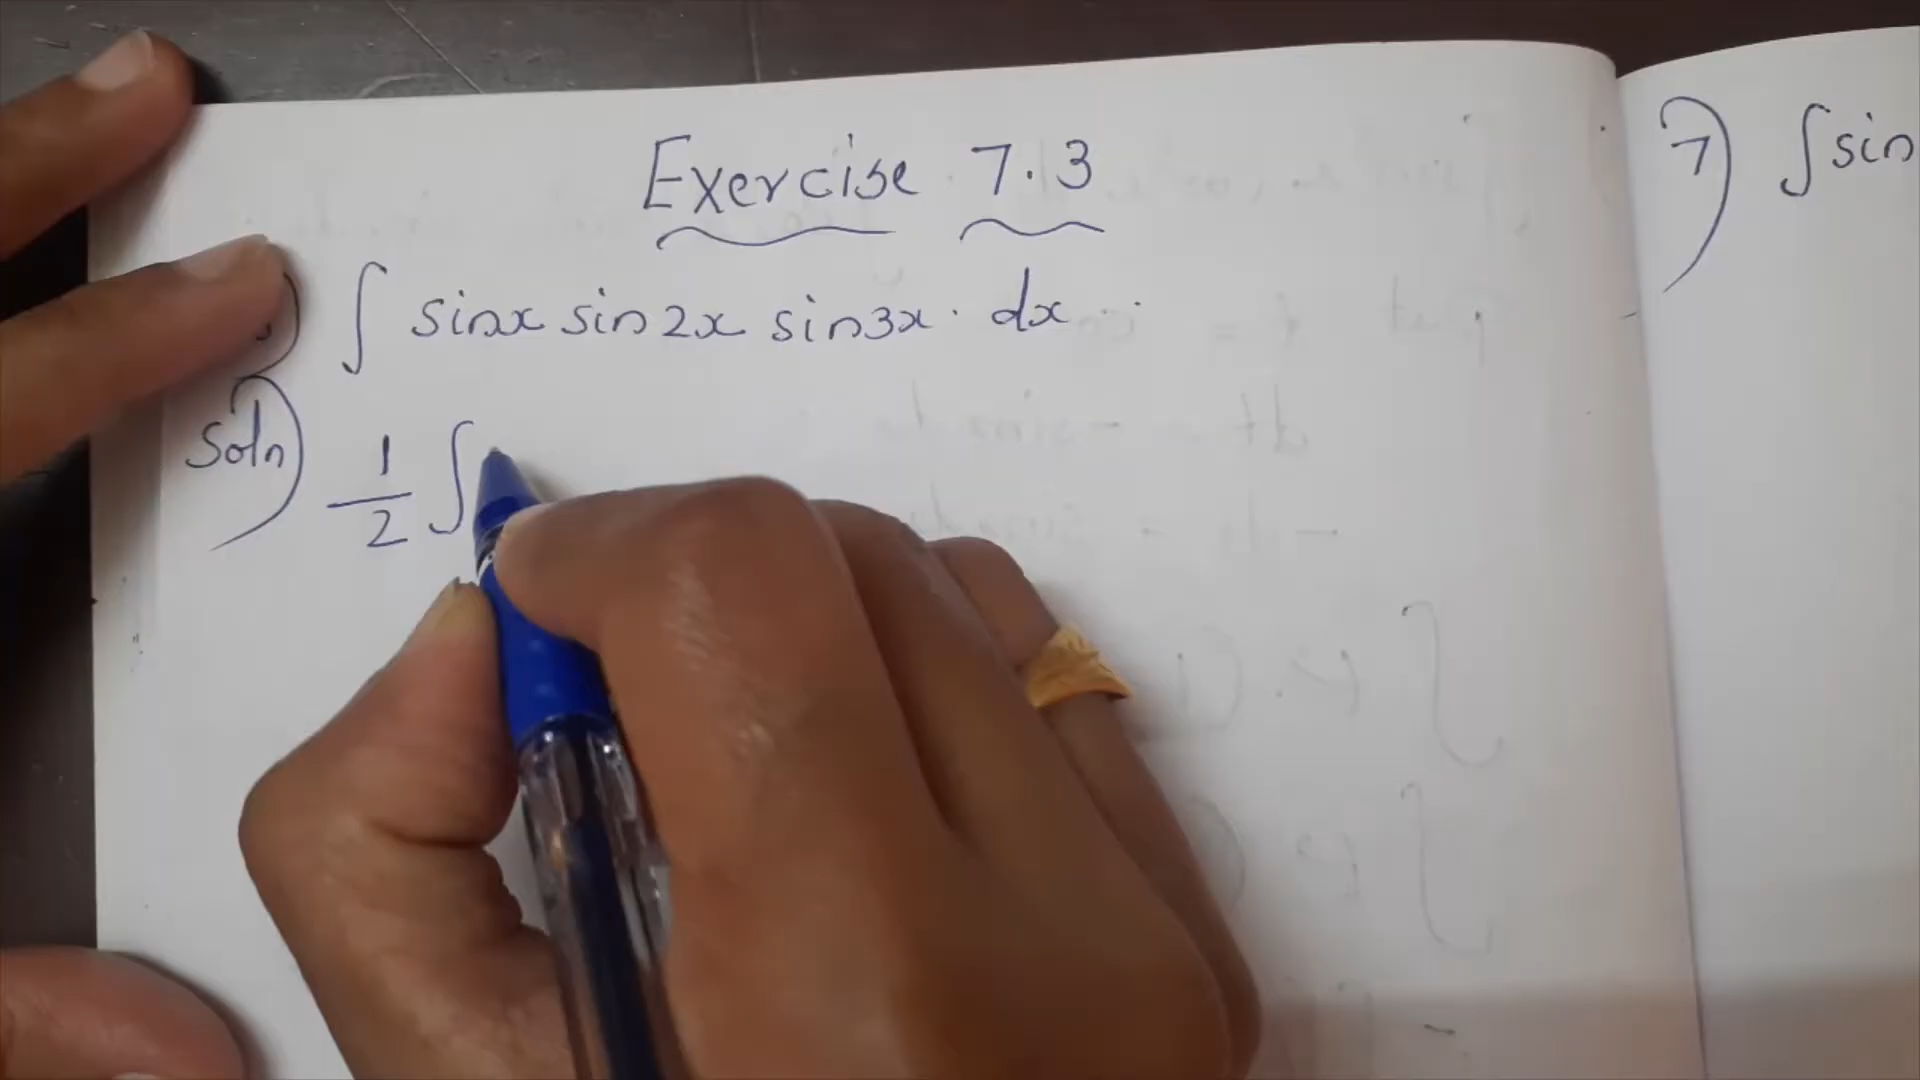 Exercise 7.3
∫ sinx sin2x sin3x. dx.
Soln) 1/2 ∫
7) ∫sin